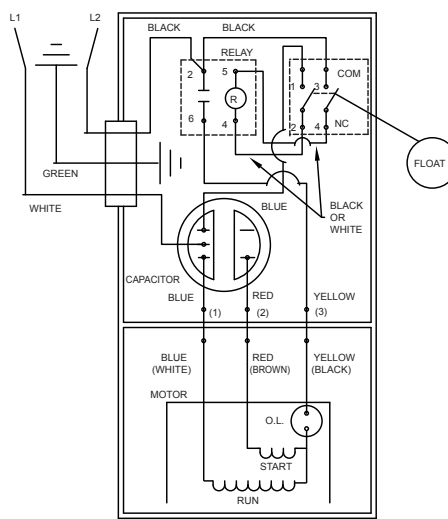 L1
L2
BLACK
BLACK
RELAY
2
5
1
3
COM
R
6
4
2
4
NC
FLOAT
GREEN
WHITE
BLUE
BLACK
OR
WHITE
CAPACITOR
BLUE
RED
YELLOW
(1)
(2)
(3)
BLUE
(WHITE)
RED
(BROWN)
YELLOW
(BLACK)
MOTOR
O.L.
START
RUN